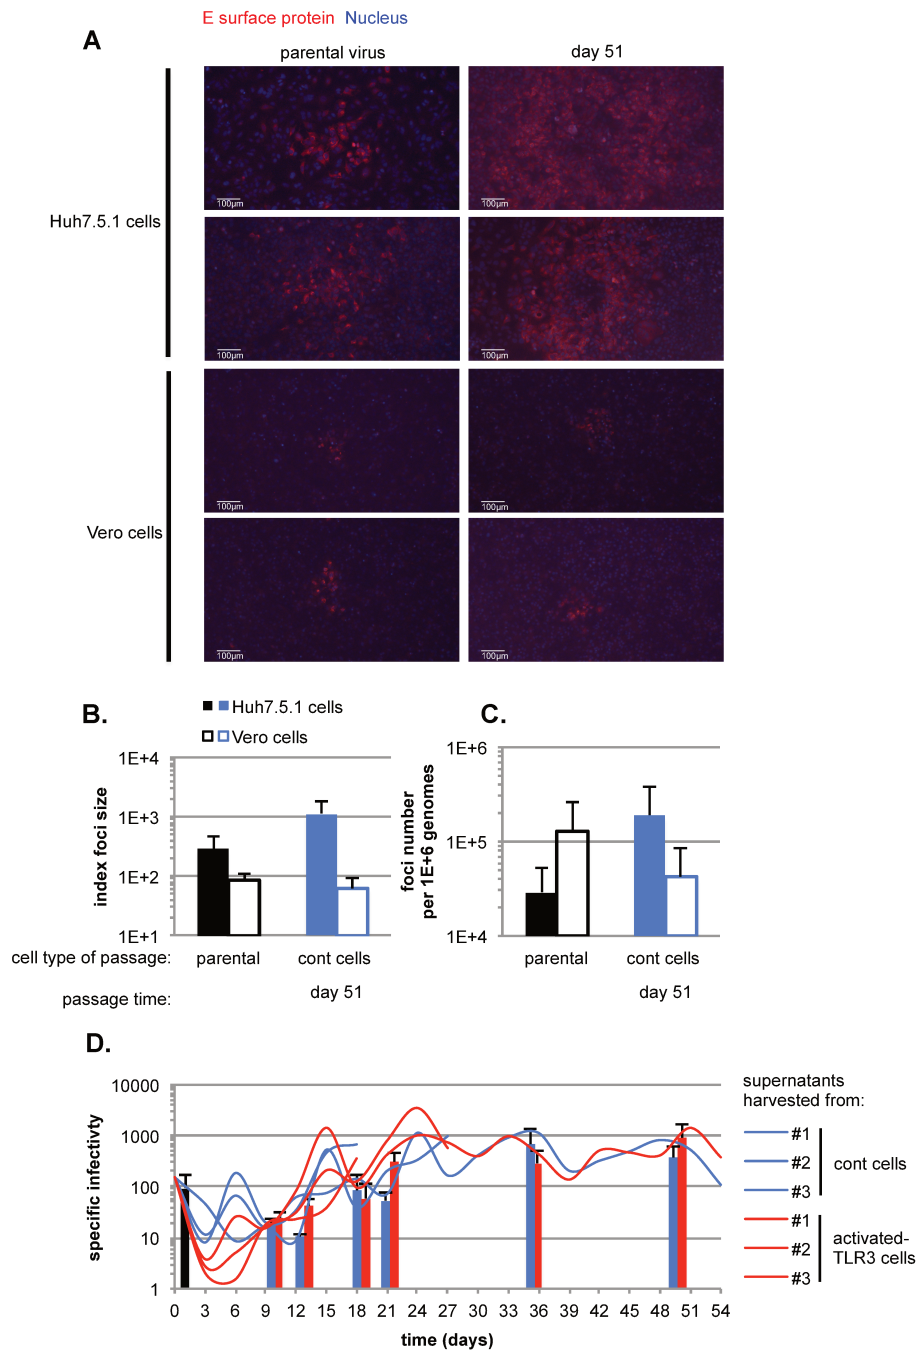 E surface protein Nucleus
A
parental virus day 51
Huh7.5.1 cells
100µm 100µm
100µm 100µm
Vero cells
100µm 100µm
100µm 100µm
B.
Huh7.5.1 cells
Vero cells
index foci size
1E+4
1E+3
1E+2
1E+1
cell type of passage: parental cont cells
passage time: day 51
C.
foci number
per 1E+6 genomes
1E+6
1E+5
1E+4
parental cont cells
day 51
D.
specific infectivty
10000
1000
100
10
1
0 3 6 9 12 15 18 21 24 27 30 33 36 39 42 45 48 51 54
time (days)
supernatants
harvested from:
#1
#2
#3
cont cells
#1
#2
#3
activated-
TLR3 cells